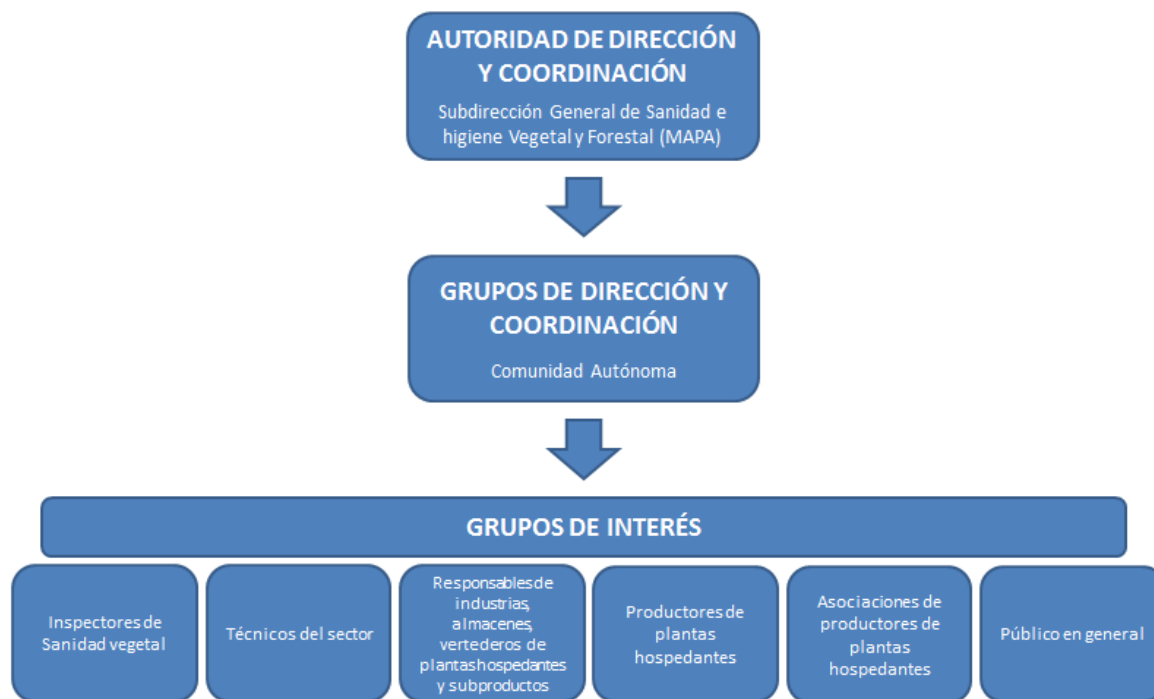 AUTORIDAD DE DIRECCIÓN
Y COORDINACIÓN
Subdirección General de Sanidad e
higiene Vegetal y Forestal (MAPA)
GRUPOS DE DIRECCIÓN Y
COORDINACIÓN
Comunidad Autónoma
GRUPOS DE INTERÉS
Inspectores de
Sanidad vegetal
Técnicos del sector
Responsables de
industrias,
almacenes,
vertederos de
plantas hospedantes
y subproductos
Productores de
plantas
hospedantes
Asociaciones de
productores de
plantas
hospedantes
Público en general